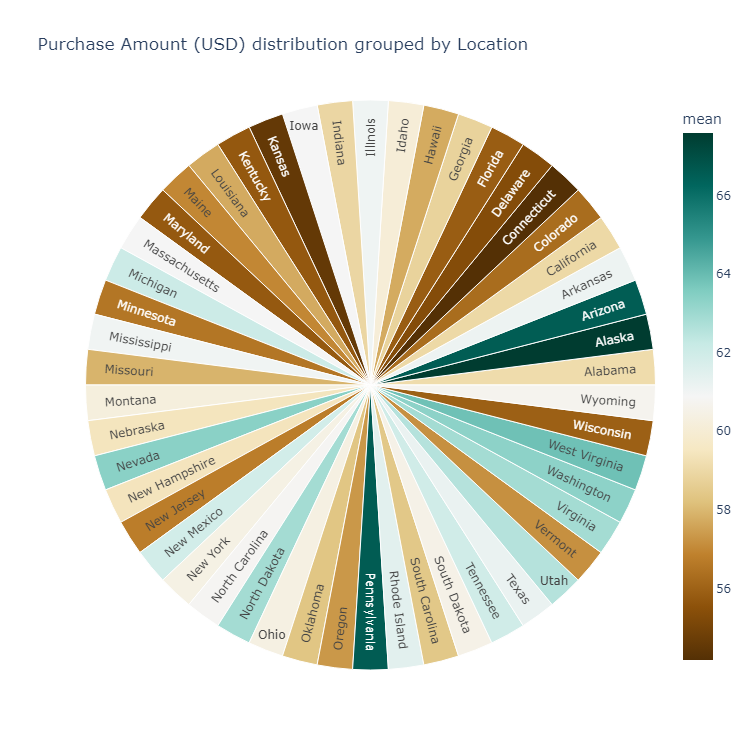 Purchase Amount (USD) distribution grouped by Location
mean
66
64
62
60
58
56
Alabama
Alaska
Arizona
Arkansas
California
Colorado
Connecticut
Delaware
Florida
Georgia
Hawaii
Idaho
Illinois
Indiana
Iowa
Kansas
Kentucky
Louisiana
Maine
Maryland
Massachusetts
Michigan
Minnesota
Mississippi
Missouri
Montana
Nebraska
Nevada
New Hampshire
New Jersey
New Mexico
New York
North Carolina
North Dakota
Ohio
Oklahoma
Oregon
Pennsylvania
Rhode Island
South Carolina
South Dakota
Tennessee
Texas
Utah
Vermont
Virginia
Washington
West Virginia
Wisconsin
Wyoming